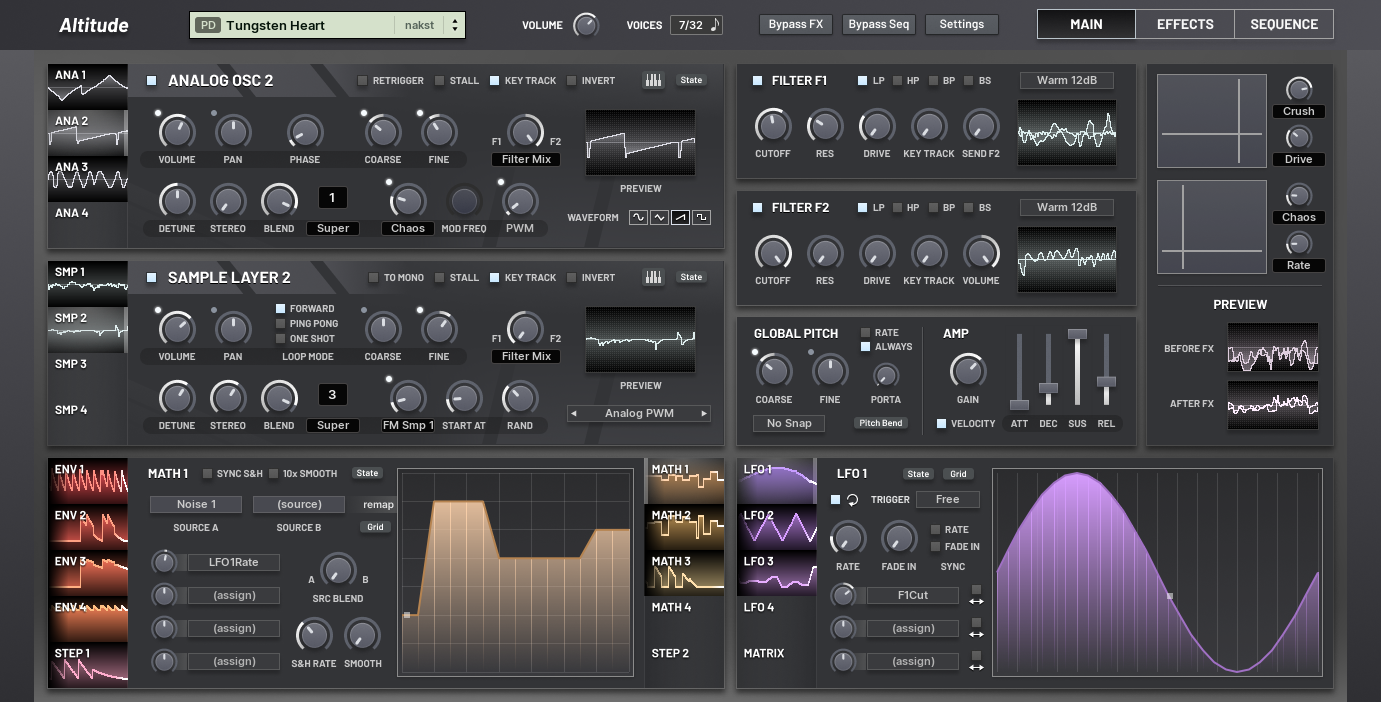 Altitude
PD Tungsten Heart nakst
VOLUME
VOICES 7/32
Bypass FX
Bypass Seq
Settings
MAIN
EFFECTS
SEQUENCE
ANA 1
ANA 2
ANA 3
ANA 4
ANALOG OSC 2
RETRIGGER STALL KEY TRACK INVERT State
VOLUME PAN PHASE COARSE FINE
F1 F2
Filter Mix
PREVIEW
1
DETUNE STEREO BLEND Super Chaos MOD FREQ PWM
WAVEFORM
SMP 1
SMP 2
SMP 3
SMP 4
SAMPLE LAYER 2
TO MONO STALL KEY TRACK INVERT State
FORWARD
PING PONG
ONE SHOT
VOLUME PAN LOOP MODE COARSE FINE
F1 F2
Filter Mix
PREVIEW
3
DETUNE STEREO BLEND Super FM Smp 1 START AT RAND
Analog PWM
FILTER F1
LP HP BP BS
Warm 12dB
CUTOFF RES DRIVE KEY TRACK SEND F2
FILTER F2
LP HP BP BS
Warm 12dB
CUTOFF RES DRIVE KEY TRACK VOLUME
GLOBAL PITCH
RATE
ALWAYS
COARSE FINE PORTA
No Snap
Pitch Bend
AMP
GAIN
VELOCITY
ATT DEC SUS REL
Crush
Drive
Chaos
Rate
PREVIEW
BEFORE FX
AFTER FX
ENV 1
ENV 2
ENV 3
ENV 4
STEP 1
MATH 1
SYNC S&H 10x SMOOTH State
Noise 1 (source) remap
SOURCE A SOURCE B Grid
LFO1Rate
(assign)
(assign)
(assign)
A B
SRC BLEND
S&H RATE SMOOTH
MATH 1
MATH 2
MATH 3
MATH 4
STEP 2
LFO 1
LFO 2
LFO 3
LFO 4
MATRIX
LFO 1
State Grid
TRIGGER Free
RATE
FADE IN
RATE FADE IN SYNC
F1Cut
(assign)
(assign)